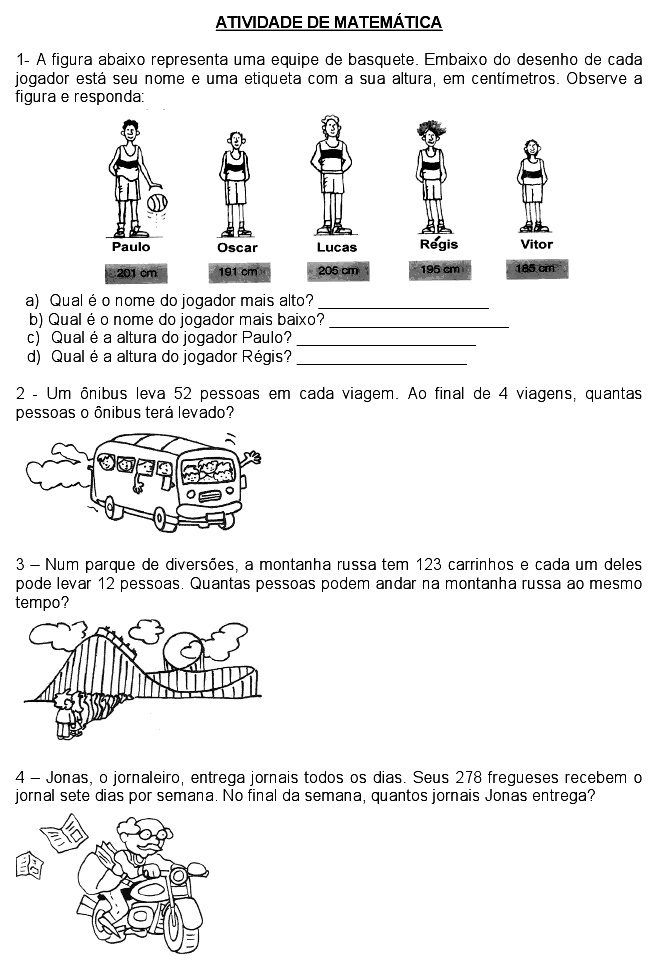 ATIVIDADE DE MATEMÁTICA
1- A figura abaixo representa uma equipe de basquete. Embaixo do desenho de cada
jogador está seu nome e uma etiqueta com a sua altura, em centímetros. Observe a
figura e responda:
Paulo Oscar Lucas Régis Vitor
201 cm 191 cm 205 cm 195 cm 185 cm
a) Qual é o nome do jogador mais alto? ___________________
b) Qual é o nome do jogador mais baixo? ____________________
c) Qual é a altura do jogador Paulo? ____________________
d) Qual é a altura do jogador Régis? ___________________
2 - Um ônibus leva 52 pessoas em cada viagem. Ao final de 4 viagens, quantas
pessoas o ônibus terá levado?
3 – Num parque de diversões, a montanha russa tem 123 carrinhos e cada um deles
pode levar 12 pessoas. Quantas pessoas podem andar na montanha russa ao mesmo
tempo?
4 – Jonas, o jornaleiro, entrega jornais todos os dias. Seus 278 fregueses recebem o
jornal sete dias por semana. No final da semana, quantos jornais Jonas entrega?